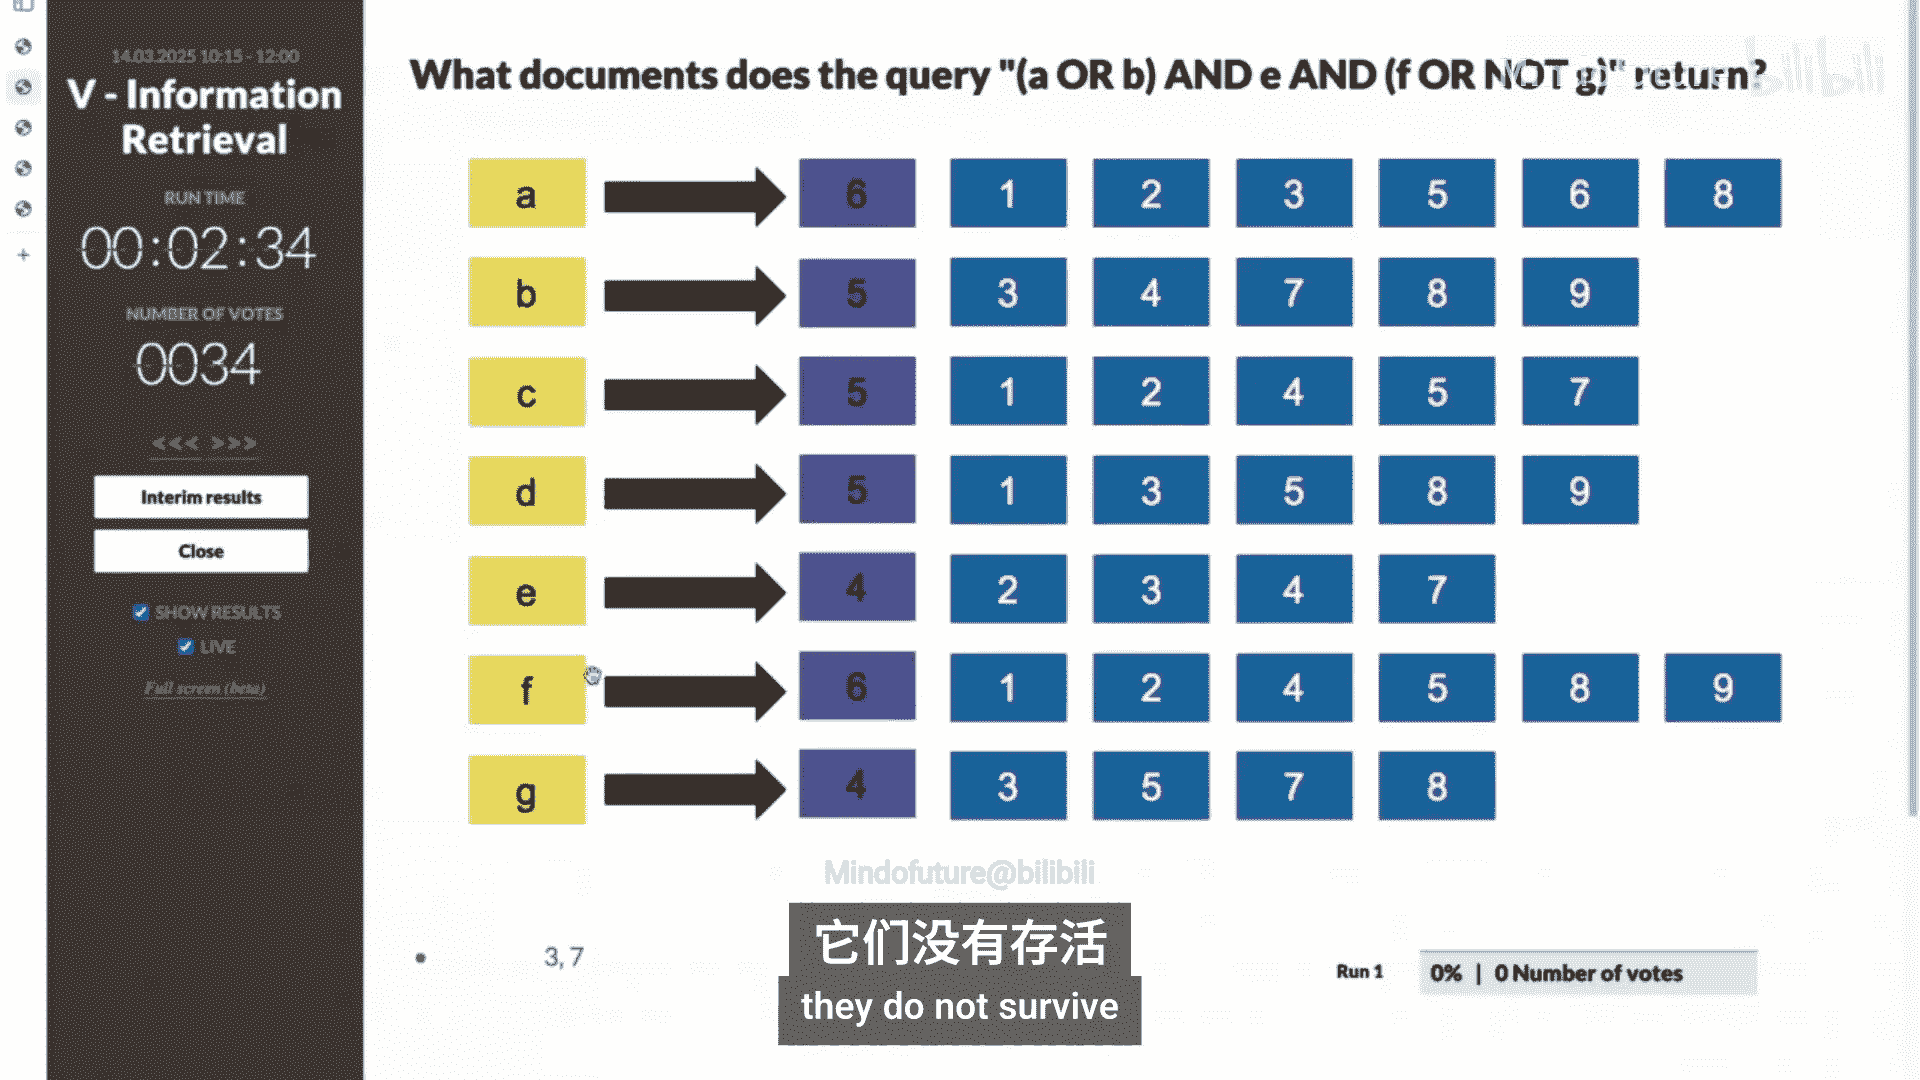 14.03.2025 10:15 - 12:00
V - Information
Retrieval
RUN TIME
00:02:34
NUMBER OF VOTES
0034
<<< >>>
Interim results
Close
SHOW RESULTS
LIVE
Full screen (beta)
What documents does the query "(a OR b) AND e AND (f OR NOT g)" return?
bilibili
a 6 1 2 3 5 6 8
b 5 3 4 7 8 9
c 5 1 2 4 5 7
d 5 1 3 5 8 9
e 4 2 3 4 7
f 6 1 2 4 5 8 9
g 4 3 5 7 8
Mindofuture@bilibili
• 3, 7
Run 1
0% | 0 Number of votes
它们没有存活
they do not survive